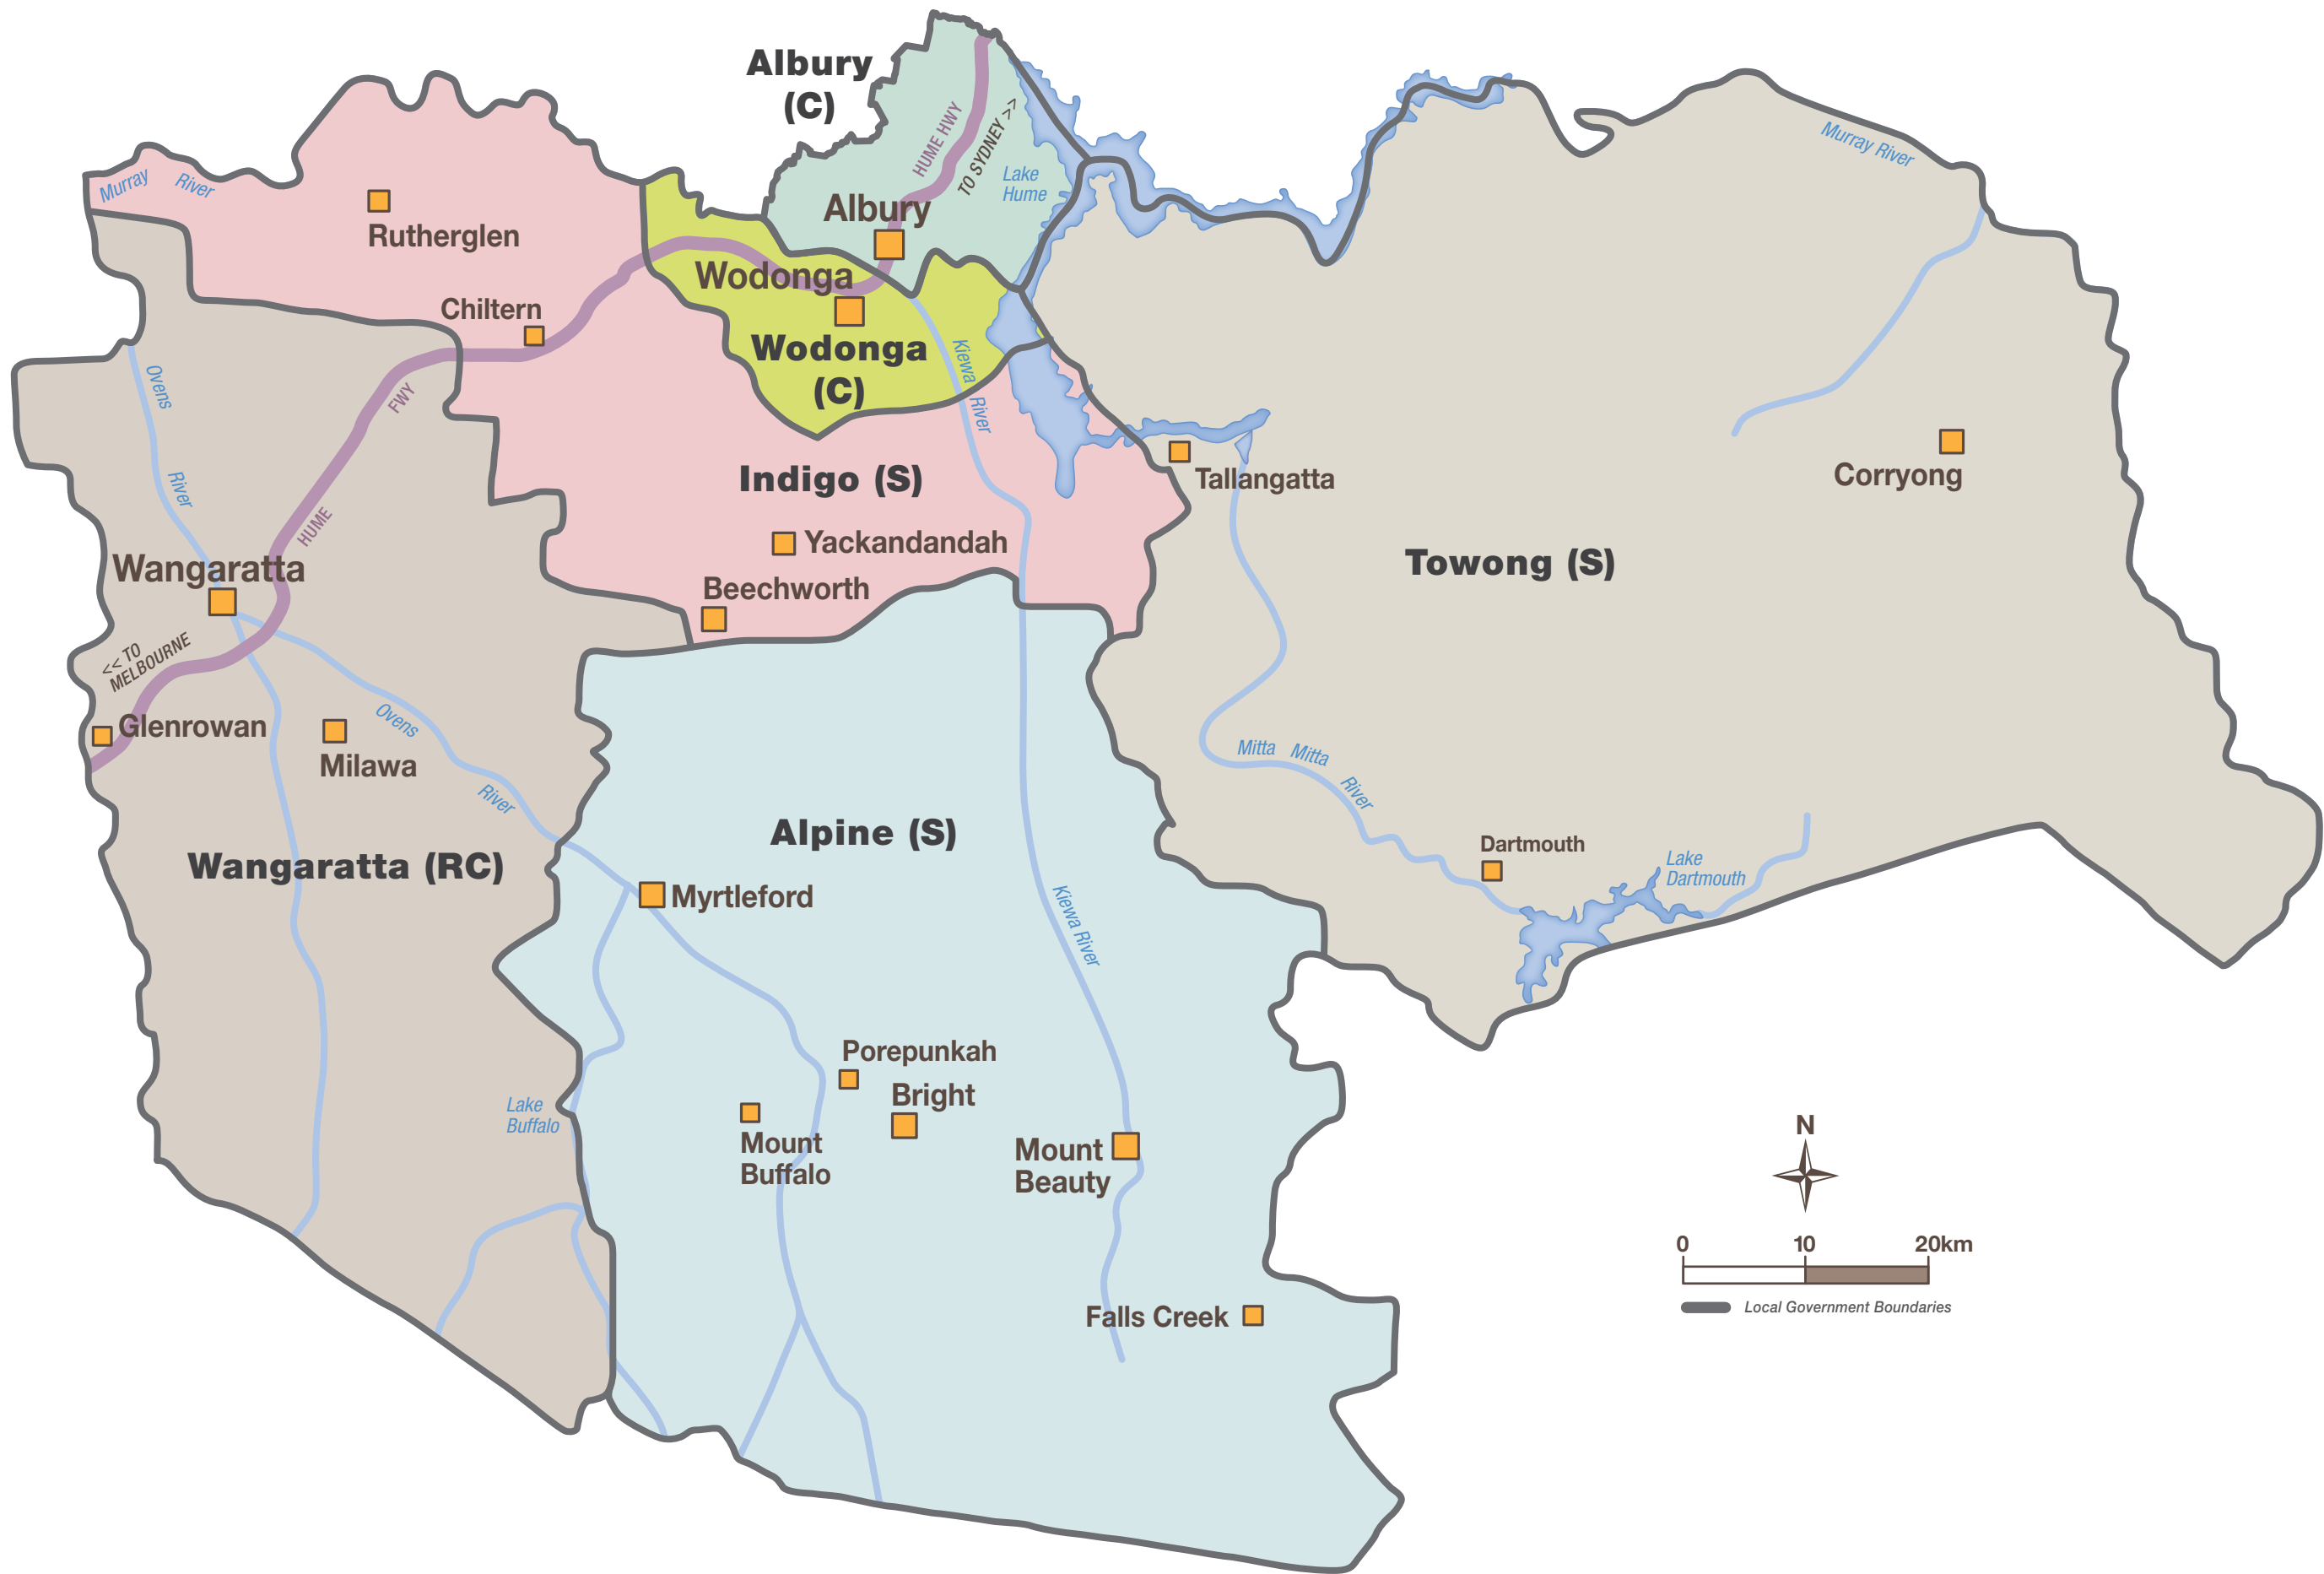 Albury
(C)
HUME HWY
TO SYDNEY >>
Lake
Hume
Albury
Murray River
Murray River
Rutherglen
Chiltern
Wodonga
Wodonga
(C)
Kiewa River
Ovens River
FWY
HUME
Indigo (S)
Tallangatta
Corryong
Yackandandah
Beechworth
Towong (S)
Wangaratta
<< TO
MELBOURNE
Glenrowan
Milawa
Ovens River
Mitta Mitta River
Alpine (S)
Wangaratta (RC)
Myrtleford
Kiewa River
Dartmouth
Lake
Dartmouth
Porepunkah
Bright
Lake
Buffalo
Mount
Buffalo
Mount
Beauty
Falls Creek
N
0 10 20km
Local Government Boundaries